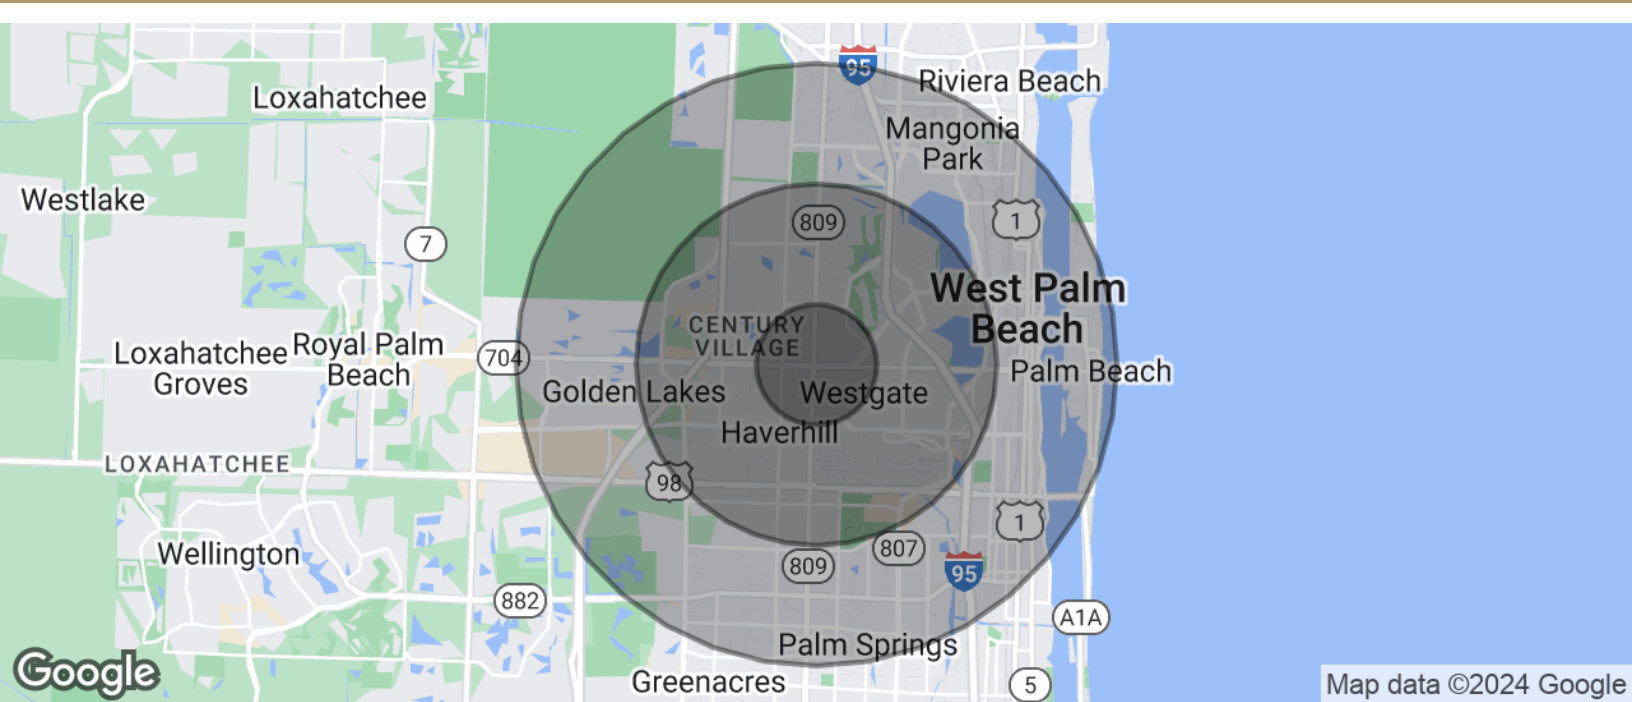 95
Riviera Beach
Loxahatchee
Mangonia
Park
Westlake
1
809
7
West Palm
Beach
CENTURY
VILLAGE
Loxahatchee
Groves
Royal Palm
Beach
704
Palm Beach
Golden Lakes
Westgate
Haverhill
LOXAHATCHEE
98
1
Wellington
807
809
95
882
A1A
Palm Springs
Google
Greenacres
5
Map data ©2024 Google